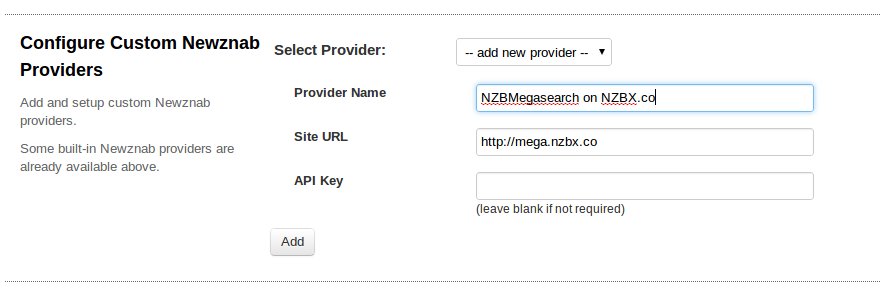 Configure Custom Newznab
Providers
Add and setup custom Newznab
providers.
Some built-in Newznab providers are
already available above.
Select Provider:
-- add new provider --
Provider Name
NZBMegasearch on NZBX.co
Site URL
http://mega.nzbx.co
API Key
(leave blank if not required)
Add